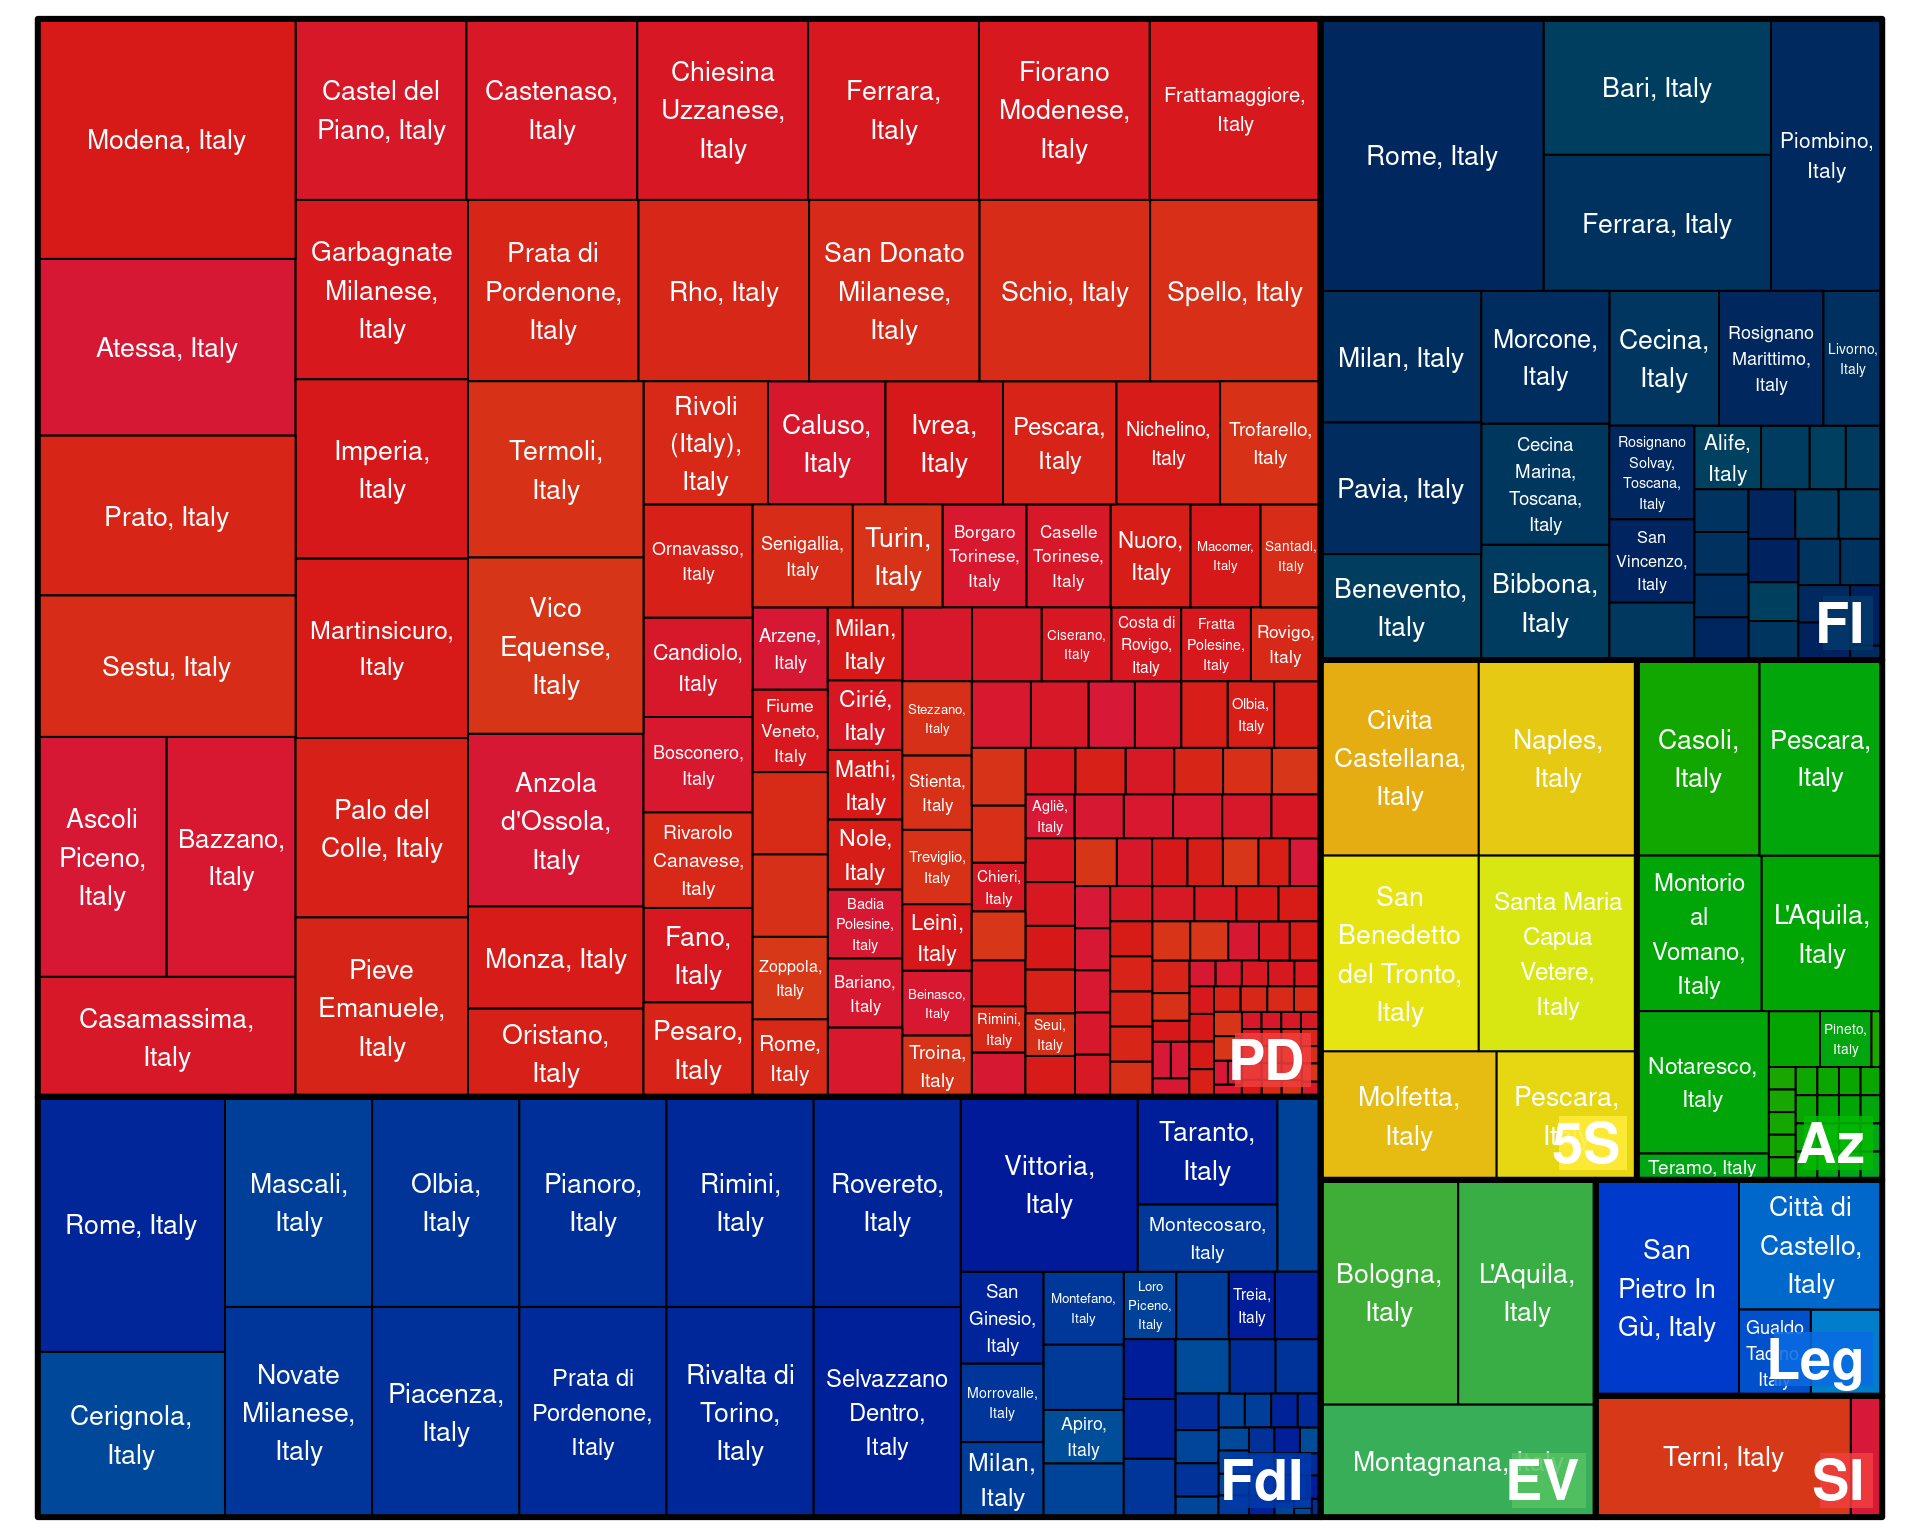 Modena, Italy
Castel del
Piano, Italy
Castenaso,
Italy
Chiesina
Uzzanese,
Italy
Ferrara,
Italy
Fiorano
Modenese,
Italy
Frattamaggiore,
Italy
Atessa, Italy
Garbagnate
Milanese,
Italy
Prata di
Pordenone,
Italy
Rho, Italy
San Donato
Milanese,
Italy
Schio, Italy
Spello, Italy
Prato, Italy
Imperia,
Italy
Termoli,
Italy
Rivoli
(Italy),
Italy
Caluso,
Italy
Ivrea,
Italy
Pescara,
Italy
Nichelino,
Italy
Trofarello,
Italy
Sestu, Italy
Martinsicuro,
Italy
Vico
Equense,
Italy
Ornavasso,
Italy
Senigallia,
Italy
Turin,
Italy
Borgaro
Torinese,
Italy
Caselle
Torinese,
Italy
Nuoro,
Italy
Macomer,
Italy
Santadi,
Italy
Candiolo,
Italy
Arzene,
Italy
Milan,
Italy
Ciserano,
Italy
Costa di
Rovigo,
Italy
Fratta
Polesine,
Italy
Rovigo,
Italy
Bosconero,
Italy
Fiume
Veneto,
Italy
Cirié,
Italy
Stezzano,
Italy
Olbia,
Italy
Ascoli
Piceno,
Italy
Bazzano,
Italy
Palo del
Colle, Italy
Anzola
d'Ossola,
Italy
Rivarolo
Canavese,
Italy
Mathi,
Italy
Stienta,
Italy
Agliè,
Italy
Nole,
Italy
Treviglio,
Italy
Chieri,
Italy
Badia
Polesine,
Italy
Leinì,
Italy
Casamassima,
Italy
Pieve
Emanuele,
Italy
Monza, Italy
Oristano,
Italy
Fano,
Italy
Pesaro,
Italy
Zoppola,
Italy
Rome,
Italy
Bariano,
Italy
Beinasco,
Italy
Troina,
Italy
Rimini,
Italy
Seui,
Italy
PD
Rome, Italy
Bari, Italy
Ferrara, Italy
Piombino,
Italy
Milan, Italy
Morcone,
Italy
Cecina,
Italy
Rosignano
Marittimo,
Italy
Livorno,
Italy
Pavia, Italy
Cecina
Marina,
Toscana,
Italy
Rosignano
Solvay,
Toscana,
Italy
Alife,
Italy
Benevento,
Italy
Bibbona,
Italy
San
Vincenzo,
Italy
FI
Civita
Castellana,
Italy
Naples,
Italy
San
Benedetto
del Tronto,
Italy
Santa Maria
Capua
Vetere,
Italy
Molfetta,
Italy
Pescara,
Italy
5S
Casoli,
Italy
Pescara,
Italy
Montorio
al
Vomano,
Italy
L'Aquila,
Italy
Notaresco,
Italy
Pineto,
Italy
Teramo, Italy
Az
Rome, Italy
Cerignola,
Italy
Mascali,
Italy
Olbia,
Italy
Pianoro,
Italy
Rimini,
Italy
Rovereto,
Italy
Novate
Milanese,
Italy
Piacenza,
Italy
Prata di
Pordenone,
Italy
Rivalta di
Torino,
Italy
Selvazzano
Dentro,
Italy
Vittoria,
Italy
Taranto,
Italy
Montecosaro,
Italy
San
Ginesio,
Italy
Montefano,
Italy
Loro
Piceno,
Italy
Treia,
Italy
Morrovalle,
Italy
Apiro,
Italy
Milan,
Italy
FdI
Bologna,
Italy
L'Aquila,
Italy
Montagnana, Italy
EV
San
Pietro In
Gù, Italy
Città di
Castello,
Italy
Gualdo
Tadino,
Italy
Leg
Terni, Italy
SI